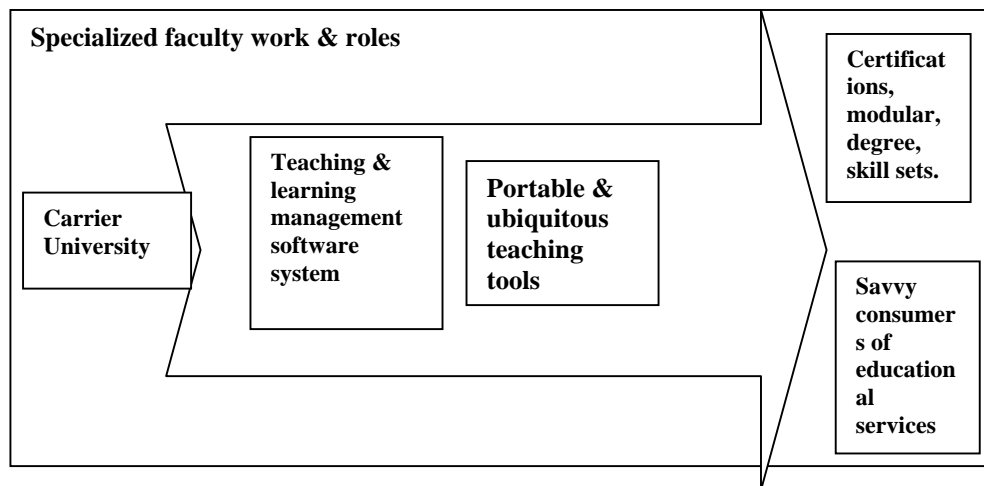 Specialized faculty work & roles
Carrier
University
Teaching &
learning
management
software
system
Portable &
ubiquitous
teaching
tools
Certificat
ions,
modular,
degree,
skill sets.
Savvy
consumer
s of
education
al
services